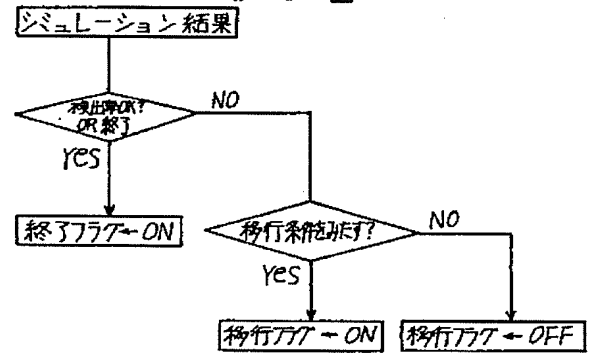 シミュレーション結果
検出率OK?
OR 終了
NO
Yes
終了フラグ←ON
移行条件をみたす?
NO
Yes
移行フラグ←ON
移行フラグ←OFF